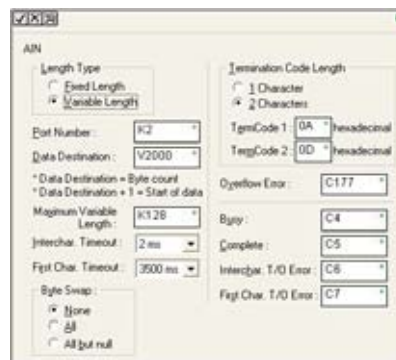 AIN
Length Type
Fixed Length
Variable Length
Port Number : K2
Data Destination : V2000
* Data Destination = Byte count
* Data Destination + 1 = Start of data
Maximum Variable Length : K128
Interchar. Timeout : 2 ms
First Char. Timeout : 3500 ms
Byte Swap :
None
All
All but null
Termination Code Length
1 Character
2 Characters
TermCode 1 : 0A hexadecimal
TermCode 2 : 0D hexadecimal
Overflow Error : C177
Busy : C4
Complete : C5
Interchar. T/O Error : C6
First Char. T/O Error : C7